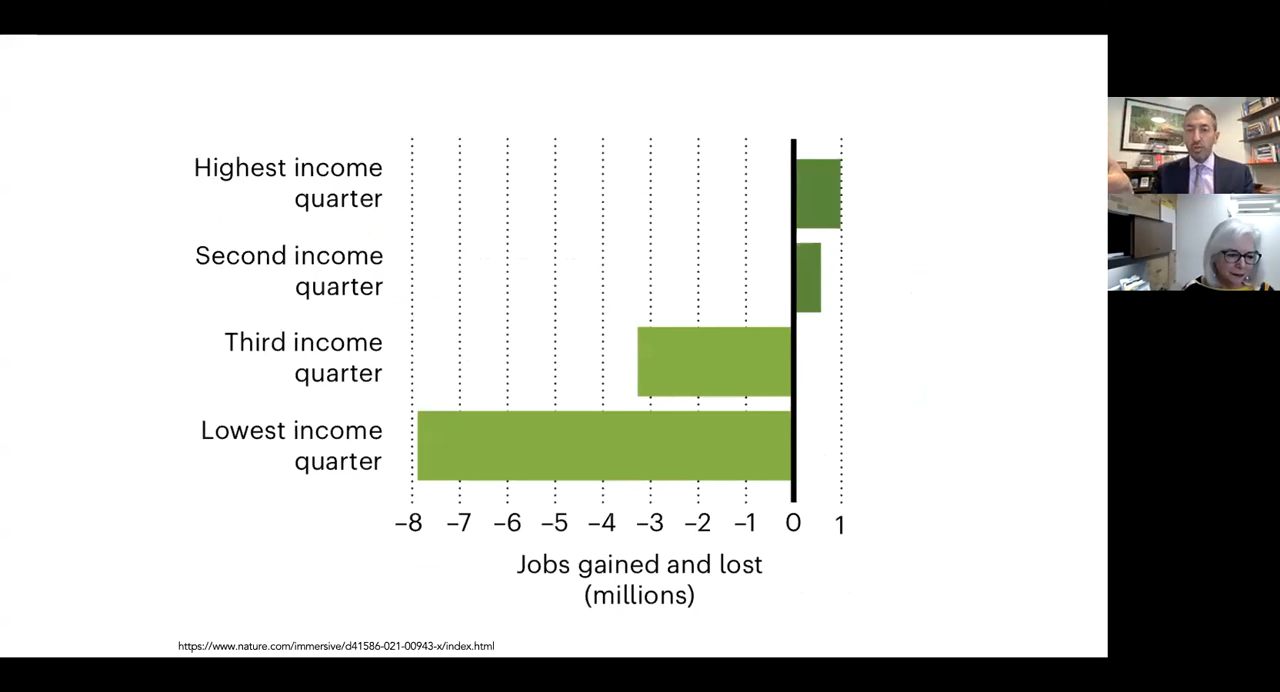 Highest income
quarter
Second income
quarter
Third income
quarter
Lowest income
quarter
–8 –7 –6 –5 –4 –3 –2 –1 0 1
Jobs gained and lost
(millions)
https://www.nature.com/immersive/d41586-021-00943-x/index.html